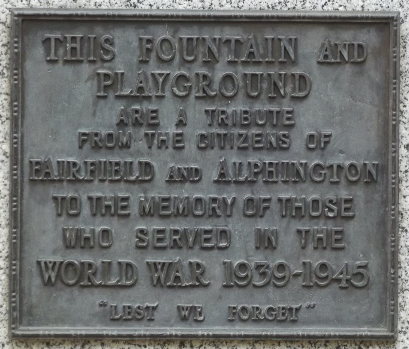 THIS FOUNTAIN AND
PLAYGROUND
ARE A TRIBUTE
FROM THE CITIZENS OF
FAIRFIELD AND ALPHINGTON
TO THE MEMORY OF THOSE
WHO SERVED IN THE
WORLD WAR 1939-1945
"LEST WE FORGET"